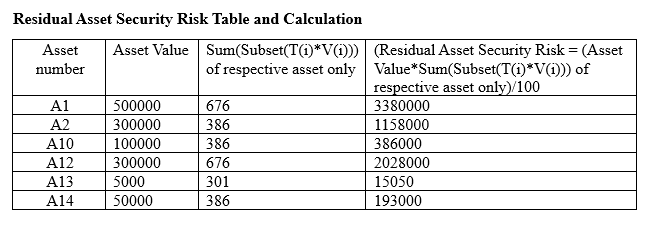 Residual Asset Security Risk Table and Calculation
Asset number Asset Value Sum(Subset(T(i)*V(i))) of respective asset only (Residual Asset Security Risk = (Asset Value*Sum(Subset(T(i)*V(i))) of respective asset only)/100
A1 500000 676 3380000
A2 300000 386 1158000
A10 100000 386 386000
A12 300000 676 2028000
A13 5000 301 15050
A14 50000 386 193000